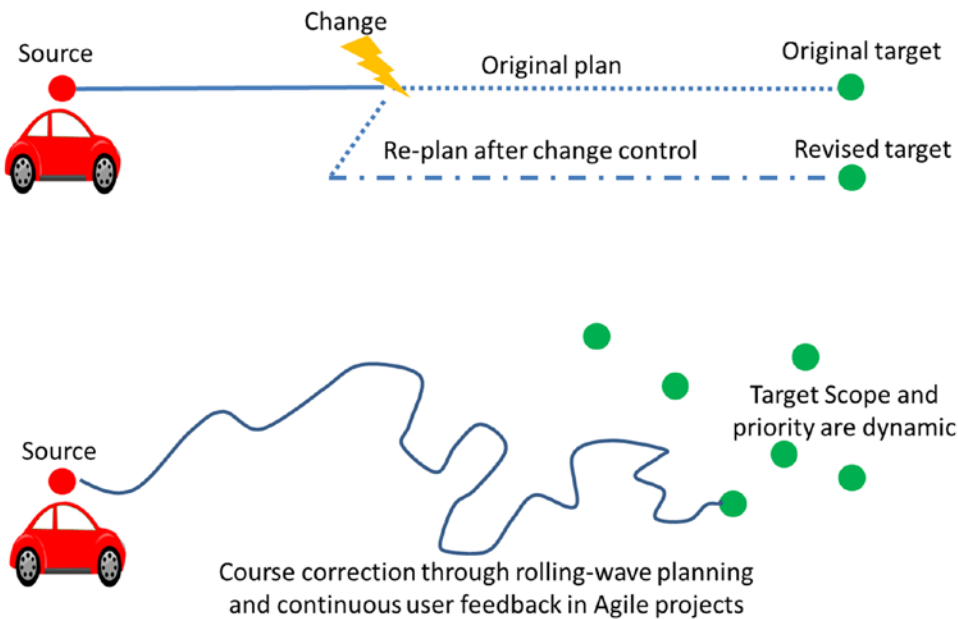 Change
Source
Original plan
Original target
Re-plan after change control
Revised target
Target Scope and
priority are dynamic
Source
Course correction through rolling-wave planning
and continuous user feedback in Agile projects